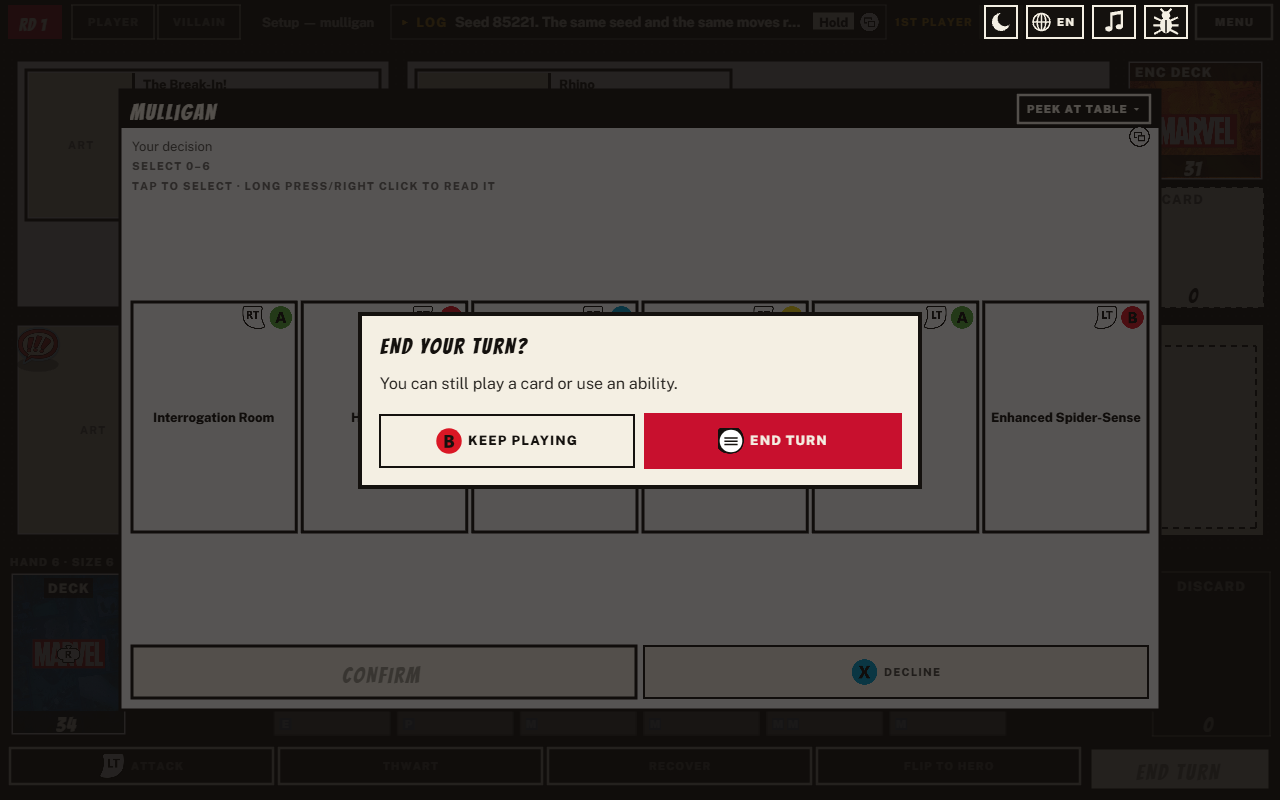 RD 1
PLAYER
VILLAIN
Setup — mulligan
• LOG Seed 85221. The same seed and the same moves r...
Hold
1ST PLAYER
EN
MENU
The Break-In!
Rhino
ENC DECK
MULLIGAN
PEEK AT TABLE
ART
MARVEL
31
Your decision
SELECT 0–6
TAP TO SELECT · LONG PRESS/RIGHT CLICK TO READ IT
CARD
0
RT A
LT A
LT B
END YOUR TURN?
You can still play a card or use an ability.
Interrogation Room
Enhanced Spider-Sense
ART
B KEEP PLAYING
END TURN
HAND 6 · SIZE 6
DECK
DISCARD
MARVEL
R
CONFIRM
X DECLINE
34
0
LT ATTACK
THWART
RECOVER
FLIP TO HERO
END TURN